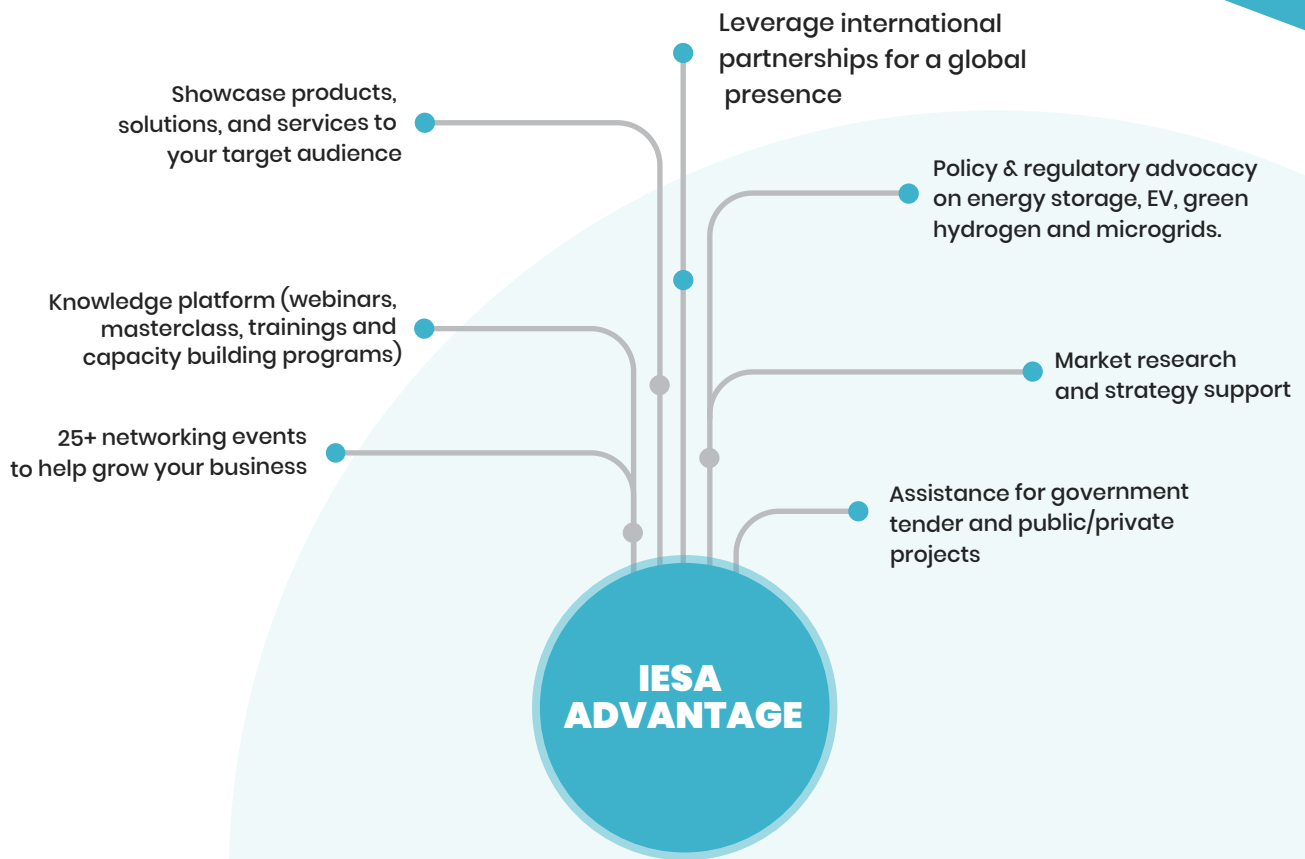 Leverage international
partnerships for a global
presence
Showcase products,
solutions, and services to
your target audience
Policy & regulatory advocacy
on energy storage, EV, green
hydrogen and microgrids.
Knowledge platform (webinars,
masterclass, trainings and
capacity building programs)
Market research
and strategy support
25+ networking events
to help grow your business
Assistance for government
tender and public/private
projects
IESA
ADVANTAGE